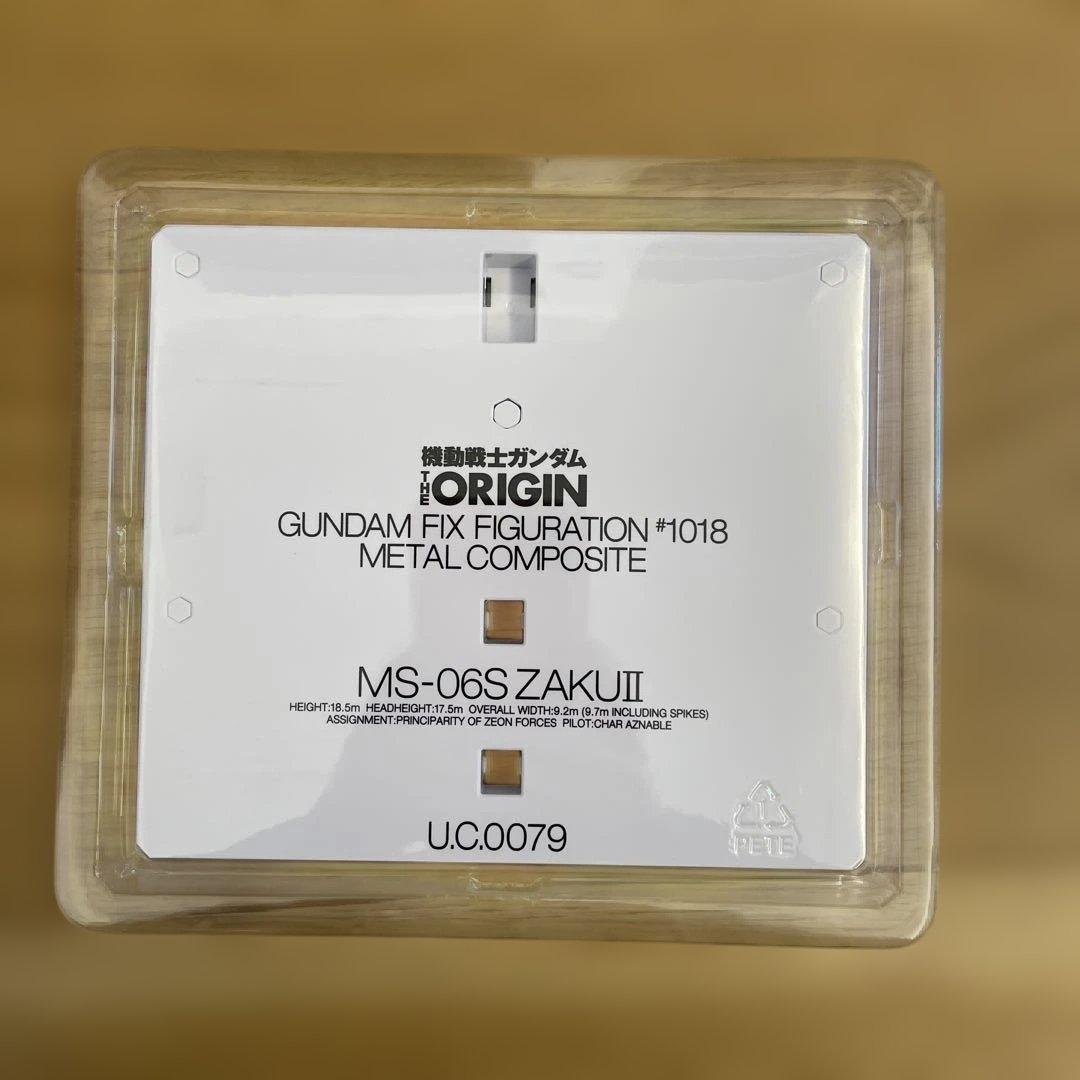 機動戦士ガンダム
THE ORIGIN
GUNDAM FIX FIGURATION #1018
METAL COMPOSITE
MS-06S ZAKUⅡ
HEIGHT:18.5m HEADHEIGHT:17.5m OVERALL WIDTH:9.2m (9.7m INCLUDING SPIKES)
ASSIGNMENT:PRINCIPARITY OF ZEON FORCES PILOT:CHAR AZNABLE
U.C.0079
1
PETE